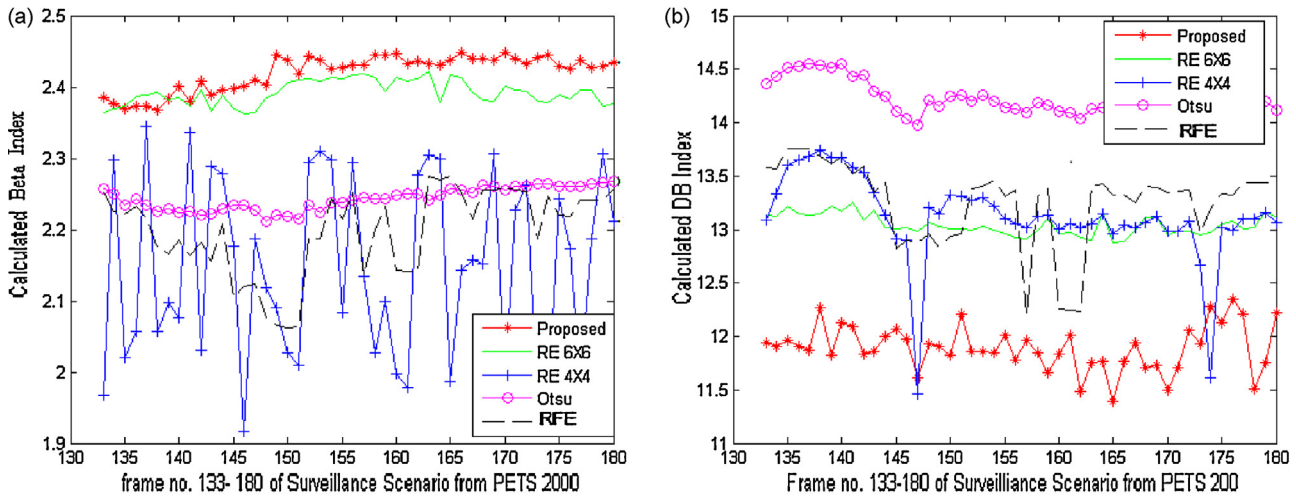 (a)
2.5
2.4
2.3
2.2
2.1
2
1.9
Calculated Beta Index
Proposed
RE 6X6
RE 4X4
Otsu
RFE
130 135 140 145 150 155 160 165 170 175 180
frame no. 133- 180 of Surveillance Scenario from PETS 2000
(b)
15
14.5
14
13.5
13
12.5
12
11.5
11
Calculated DB Index
Proposed
RE 6X6
RE 4X4
Otsu
RFE
130 135 140 145 150 155 160 165 170 175 180
Frame no. 133-180 of Surveilliance Scenario from PETS 200